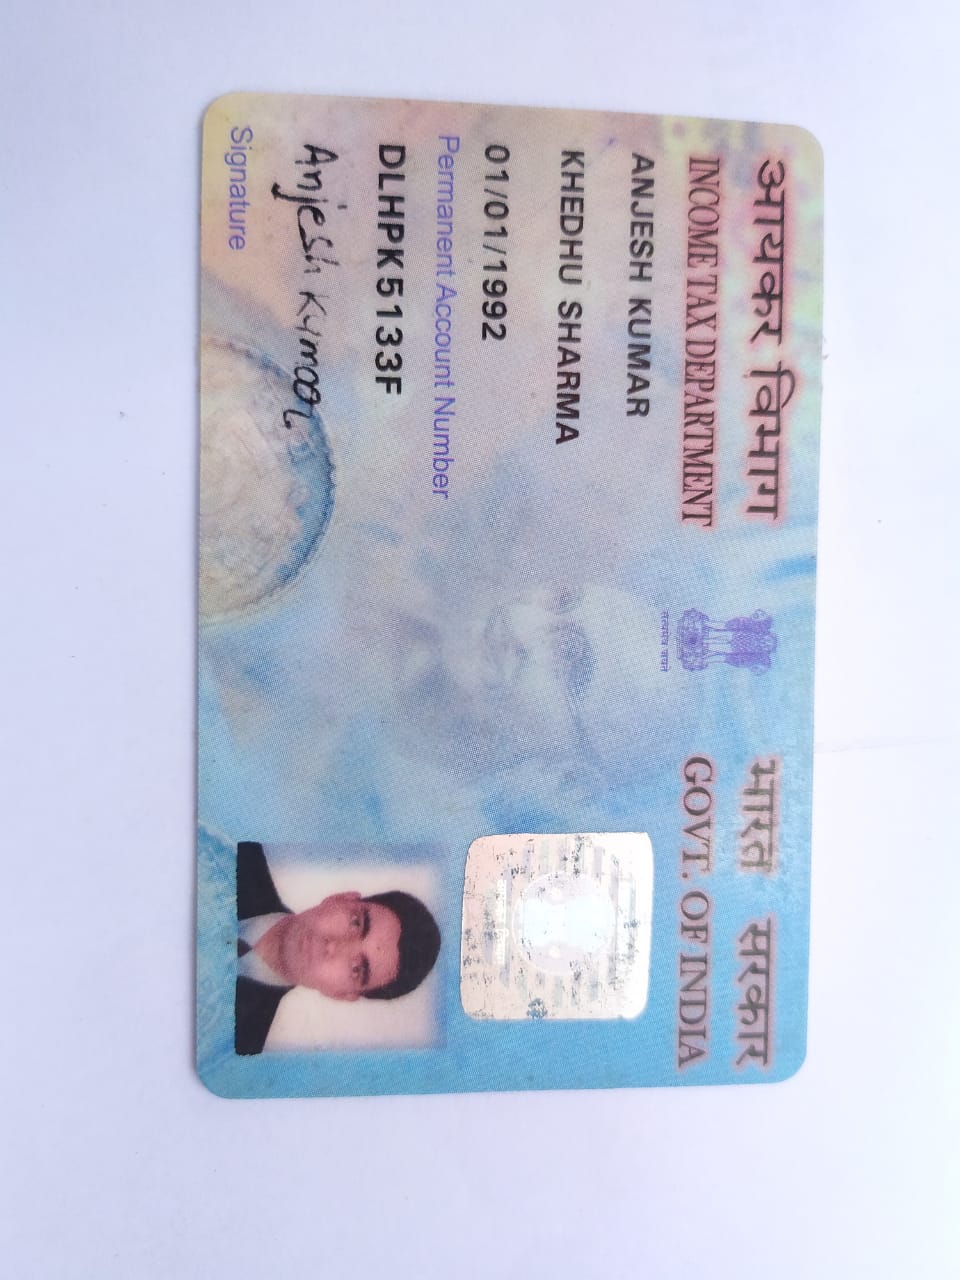 आयकर विभाग
INCOME TAX DEPARTMENT
सत्यमेव जयते
भारत सरकार
GOVT. OF INDIA
ANJESH KUMAR
KHEDHU SHARMA
01/01/1992
Permanent Account Number
DLHPK5133F
Anjesh Kumar
Signature